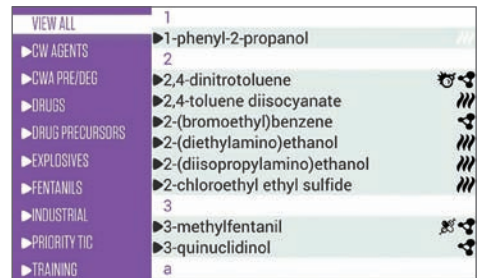 VIEW ALL
►CW AGENTS
►CWA PRE/DEG
►DRUGS
►DRUG PRECURSORS
►EXPLOSIVES
►FENTANILS
►INDUSTRIAL
►PRIORITY TIC
►TRAINING
1
►1-phenyl-2-propanol
2
►2,4-dinitrotoluene
►2,4-toluene diisocyanate
►2-(bromoethyl)benzene
►2-(diethylamino)ethanol
►2-(diisopropylamino)ethanol
►2-chloroethyl ethyl sulfide
3
►3-methylfentanil
►3-quinuclidinol
a